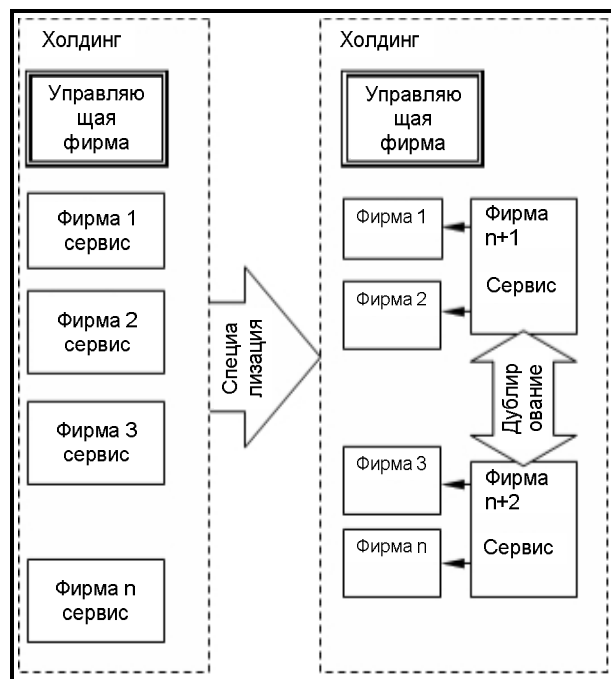 Холдинг
Управляю
щая
фирма
Фирма 1
сервис
Фирма 2
сервис
Фирма 3
сервис
Фирма n
сервис
Специа
лизация
Холдинг
Управляю
щая
фирма
Фирма 1
Фирма 2
Фирма
n+1
Сервис
Дублир
ование
Фирма 3
Фирма n
Фирма
n+2
Сервис